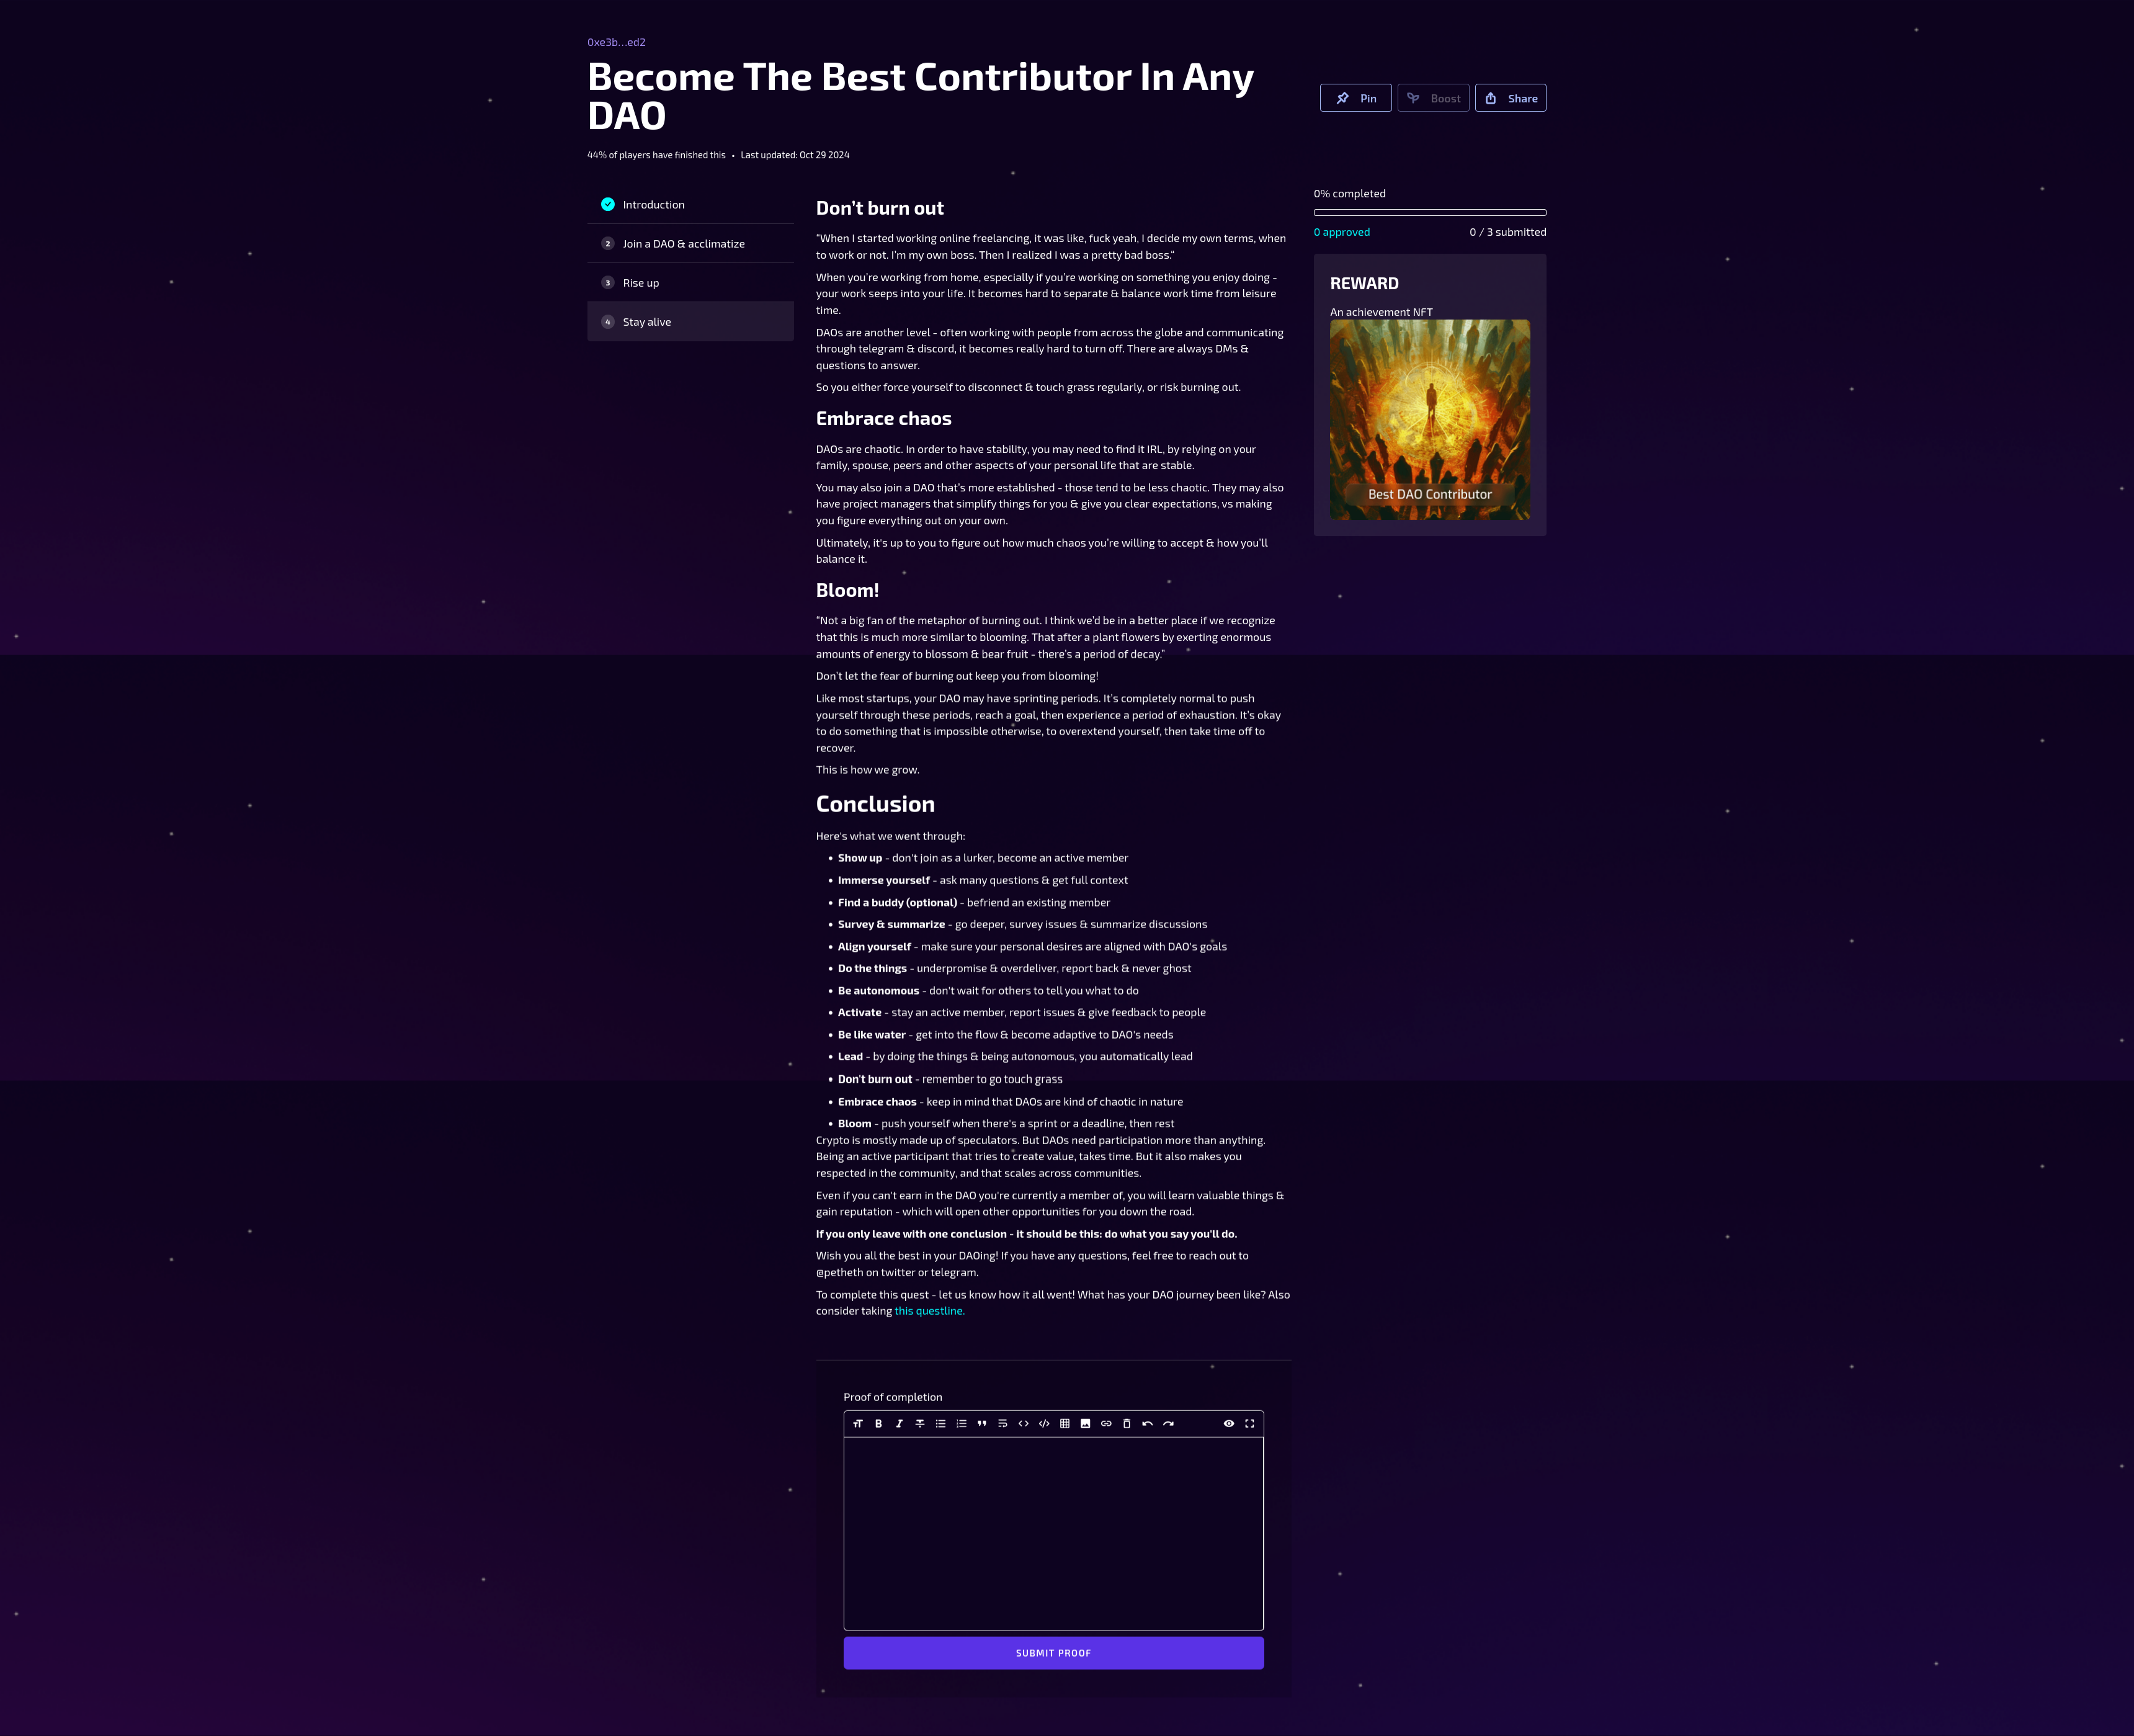 0xe3b...ed2
Become The Best Contributor In Any
DAO
Pin
Boost
Share
44% of players have finished this • Last updated: Oct 29 2024
Introduction
2 Join a DAO & acclimatize
3 Rise up
4 Stay alive
Don't burn out
"When I started working online freelancing, it was like, fuck yeah, I decide my own terms, when
to work or not. I'm my own boss. Then I realized I was a pretty bad boss."
When you're working from home, especially if you're working on something you enjoy doing -
your work seeps into your life. It becomes hard to separate & balance work time from leisure
time.
DAOs are another level - often working with people from across the globe and communicating
through telegram & discord, it becomes really hard to turn off. There are always DMs &
questions to answer.
So you either force yourself to disconnect & touch grass regularly, or risk burning out.
Embrace chaos
DAOs are chaotic. In order to have stability, you may need to find it IRL, by relying on your
family, spouse, peers and other aspects of your personal life that are stable.
You may also join a DAO that's more established - those tend to be less chaotic. They may also
have project managers that simplify things for you & give you clear expectations, vs making
you figure everything out on your own.
Ultimately, it's up to you to figure out how much chaos you're willing to accept & how you'll
balance it.
Bloom!
"Not a big fan of the metaphor of burning out. I think we'd be in a better place if we recognize
that this is much more similar to blooming. That after a plant flowers by exerting enormous
amounts of energy to blossom & bear fruit - there's a period of decay."
Don't let the fear of burning out keep you from blooming!
Like most startups, your DAO may have sprinting periods. It's completely normal to push
yourself through these periods, reach a goal, then experience a period of exhaustion. It's okay
to do something that is impossible otherwise, to overextend yourself, then take time off to
recover.
This is how we grow.
Conclusion
Here's what we went through:
• Show up - don't join as a lurker, become an active member
• Immerse yourself - ask many questions & get full context
• Find a buddy (optional) - befriend an existing member
• Survey & summarize - go deeper, survey issues & summarize discussions
• Align yourself - make sure your personal desires are aligned with DAO's goals
• Do the things - underpromise & overdeliver, report back & never ghost
• Be autonomous - don't wait for others to tell you what to do
• Activate - stay an active member, report issues & give feedback to people
• Be like water - get into the flow & become adaptive to DAO's needs
• Lead - by doing the things & being autonomous, you automatically lead
• Don't burn out - remember to go touch grass
• Embrace chaos - keep in mind that DAOs are kind of chaotic in nature
• Bloom - push yourself when there's a sprint or a deadline, then rest
Crypto is mostly made up of speculators. But DAOs need participation more than anything.
Being an active participant that tries to create value, takes time. But it also makes you
respected in the community, and that scales across communities.
Even if you can't earn in the DAO you're currently a member of, you will learn valuable things &
gain reputation - which will open other opportunities for you down the road.
If you only leave with one conclusion - it should be this: do what you say you'll do.
Wish you all the best in your DAOing! If you have any questions, feel free to reach out to
@petheth on twitter or telegram.
To complete this quest - let us know how it all went! What has your DAO journey been like? Also
consider taking this questline.
Proof of completion
SUBMIT PROOF
0% completed
0 approved
0 / 3 submitted
REWARD
An achievement NFT
Best DAO Contributor